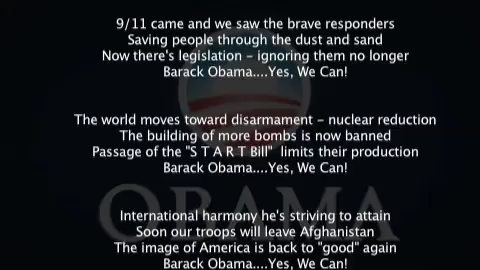 9/11 came and we saw the brave responders
Saving people through the dust and sand
Now there's legislation - ignoring them no longer
Barack Obama....Yes, We Can!
The world moves toward disarmament - nuclear reduction
The building of more bombs is now banned
Passage of the "S T A R T Bill" limits their production
Barack Obama....Yes, We Can!
OBAMA
International harmony he's striving to attain
Soon our troops will leave Afghanistan
The image of America is back to "good" again
Barack Obama....Yes, We Can!